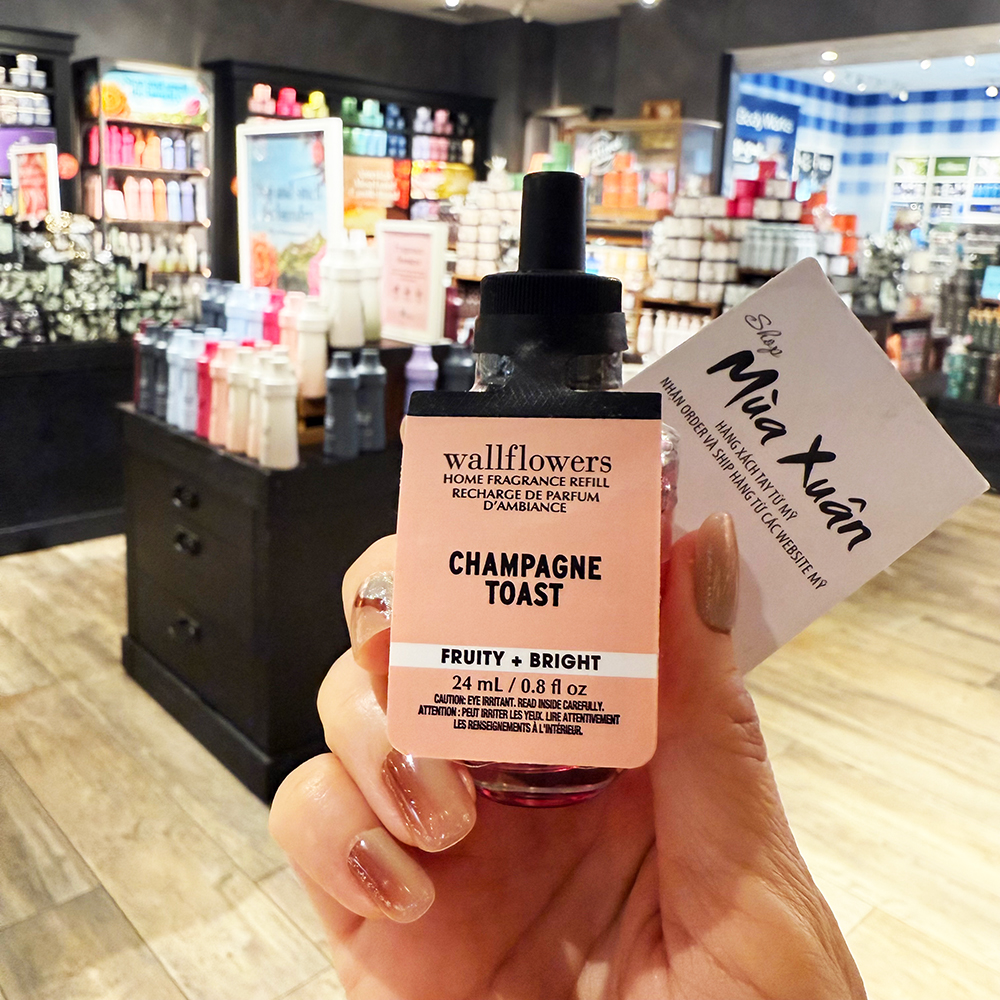 wallflowers
HOME FRAGRANCE REFILL
RECHARGE DE PARFUM
D'AMBIANCE
CHAMPAGNE
TOAST
FRUITY + BRIGHT
24 mL / 0.8 fl oz
CAUTION: EYE IRRITANT. READ INSIDE CAREFULLY.
ATTENTION : PEUT IRRITER LES YEUX. LIRE ATTENTIVEMENT
LES RENSEIGNEMENTS À L'INTÉRIEUR.
Shop
Mùa Xuân
HÀNG XÁCH TAY TỪ MỸ
NHẬN ORDER VÀ SHIP HÀNG TỪ CÁC WEBSITE MỸ